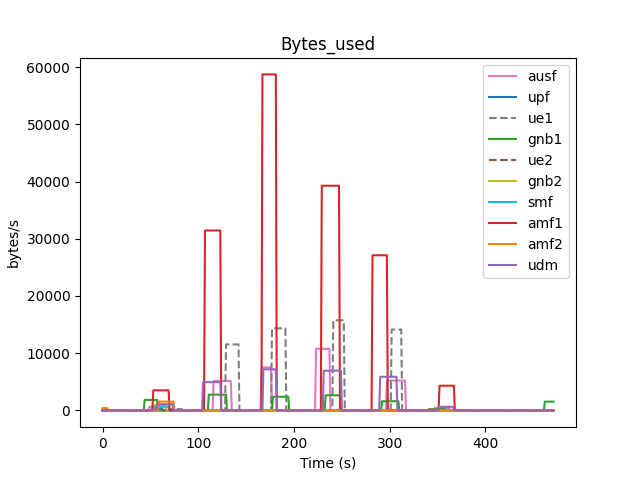 Bytes_used
60000
50000
40000
30000
20000
10000
0
bytes/s
0 100 200 300 400
Time (s)
ausf
upf
ue1
gnb1
ue2
gnb2
smf
amf1
amf2
udm